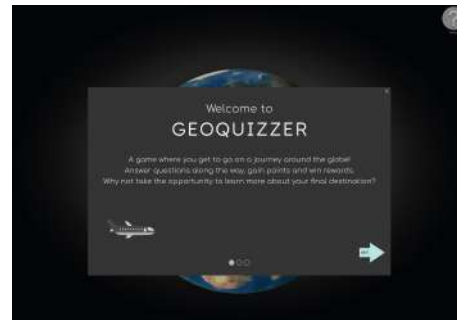 ?
x
Welcome to
GEOQUIZZER
A game where you get to go on a journey around the globe!
Answer questions along the way, gain points and win rewards.
Why not take the opportunity to learn more about your final destination?